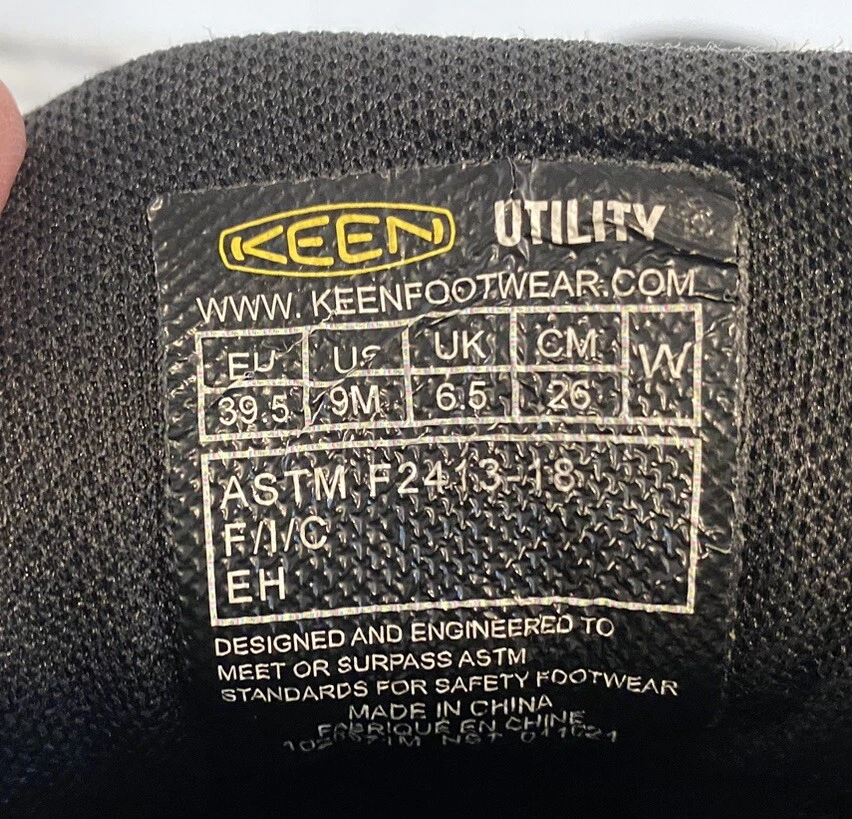 KEEN UTILITY
WWW. KEENFOOTWEAR.COM
EU US UK CM W
39.5 9M 6.5 26
ASTM F2413-18
F/I/C
EH
DESIGNED AND ENGINEERED TO
MEET OR SURPASS ASTM
STANDARDS FOR SAFETY FOOTWEAR
MADE IN CHINA
FABRIQUE EN CHINE